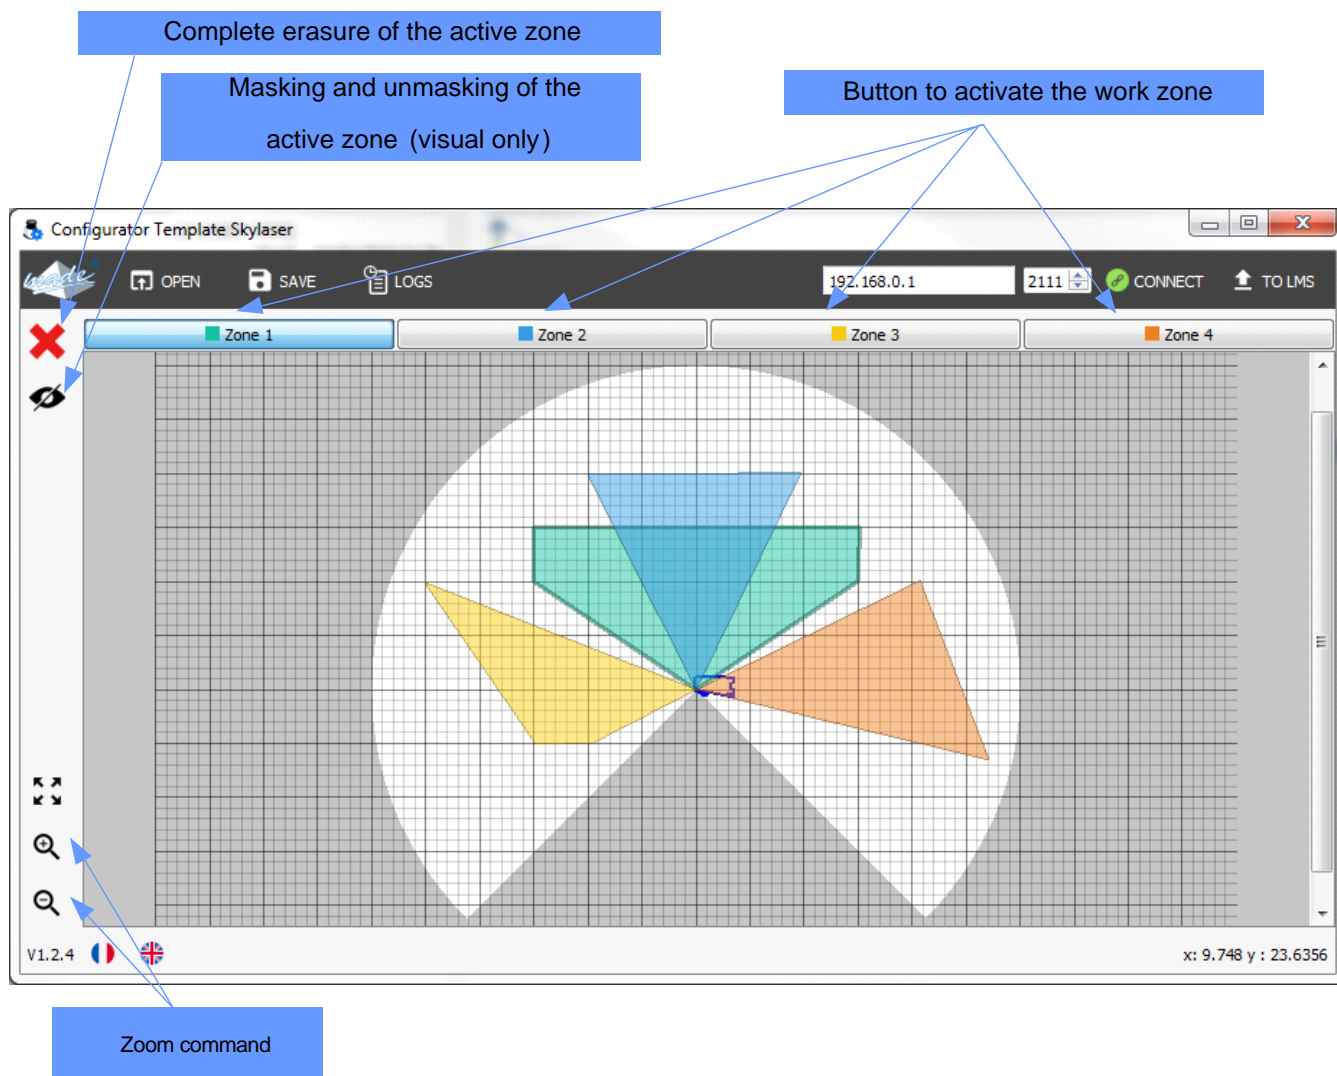 Complete erasure of the active zone
Masking and unmasking of the
active zone (visual only)
Button to activate the work zone
Configurator Template Skylaser
made
OPEN
SAVE
LOGS
192.168.0.1
2111
CONNECT
TO LMS
Zone 1
Zone 2
Zone 3
Zone 4
V1.2.4
x: 9.748 y : 23.6356
Zoom command